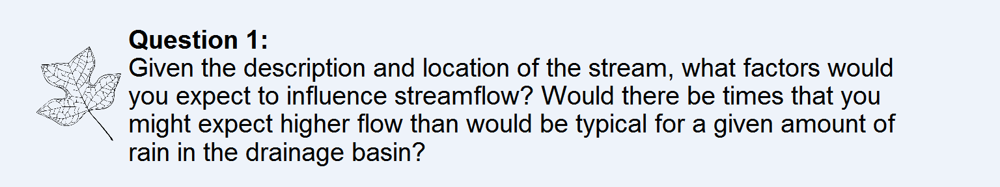 Question 1:
Given the description and location of the stream, what factors would
you expect to influence streamflow? Would there be times that you
might expect higher flow than would be typical for a given amount of
rain in the drainage basin?